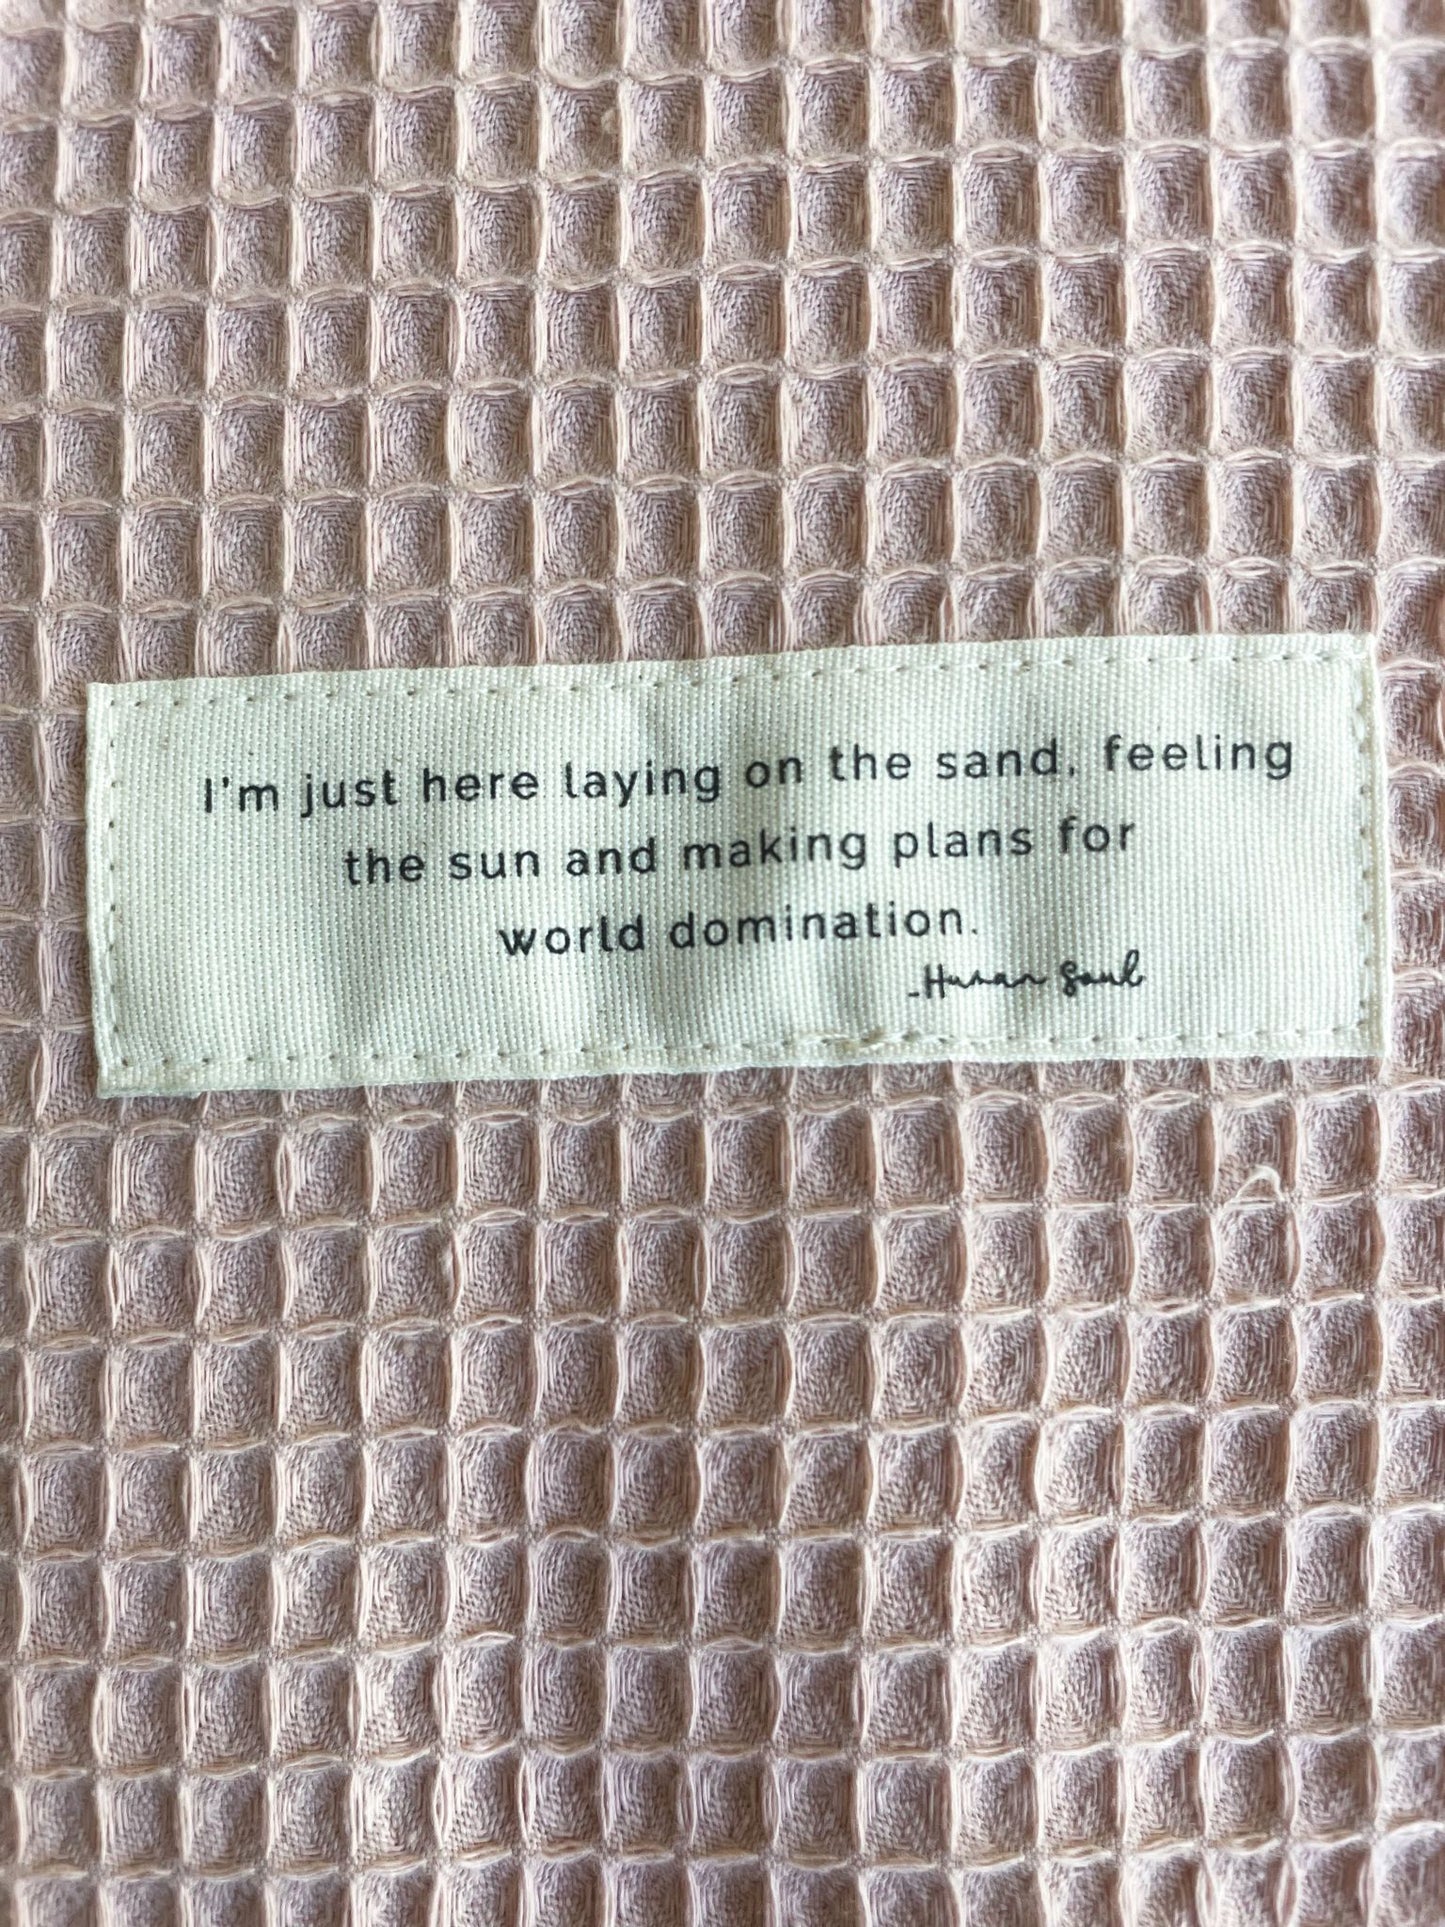 I'm just here laying on the sand, feeling
the sun and making plans for
world domination.
-Human Soul